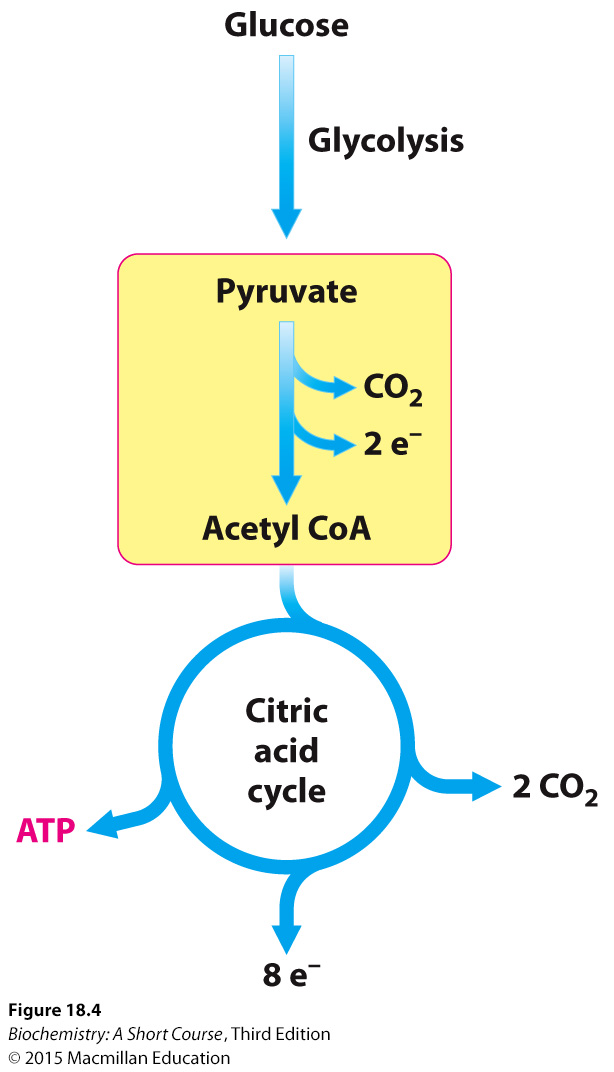 Glucose
Glycolysis
Pyruvate
CO₂
2 e⁻
Acetyl CoA
Citric
acid
cycle
2 CO₂
ATP
8 e⁻
Figure 18.4
Biochemistry: A Short Course, Third Edition
© 2015 Macmillan Education